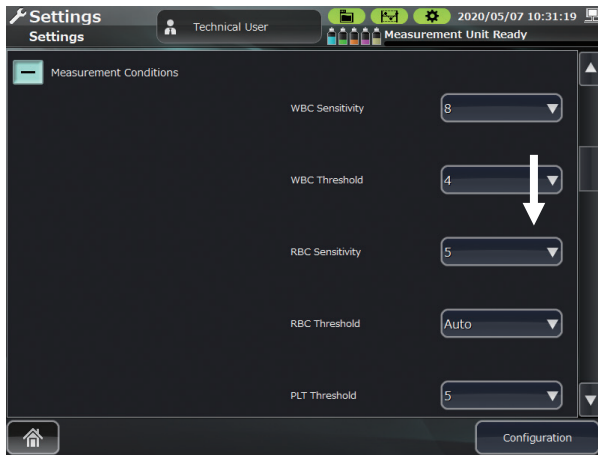 Settings
Settings
Technical User
2020/05/07 10:31:19
Measurement Unit Ready
Measurement Conditions
WBC Sensitivity
8
WBC Threshold
4
RBC Sensitivity
5
RBC Threshold
Auto
PLT Threshold
5
Configuration